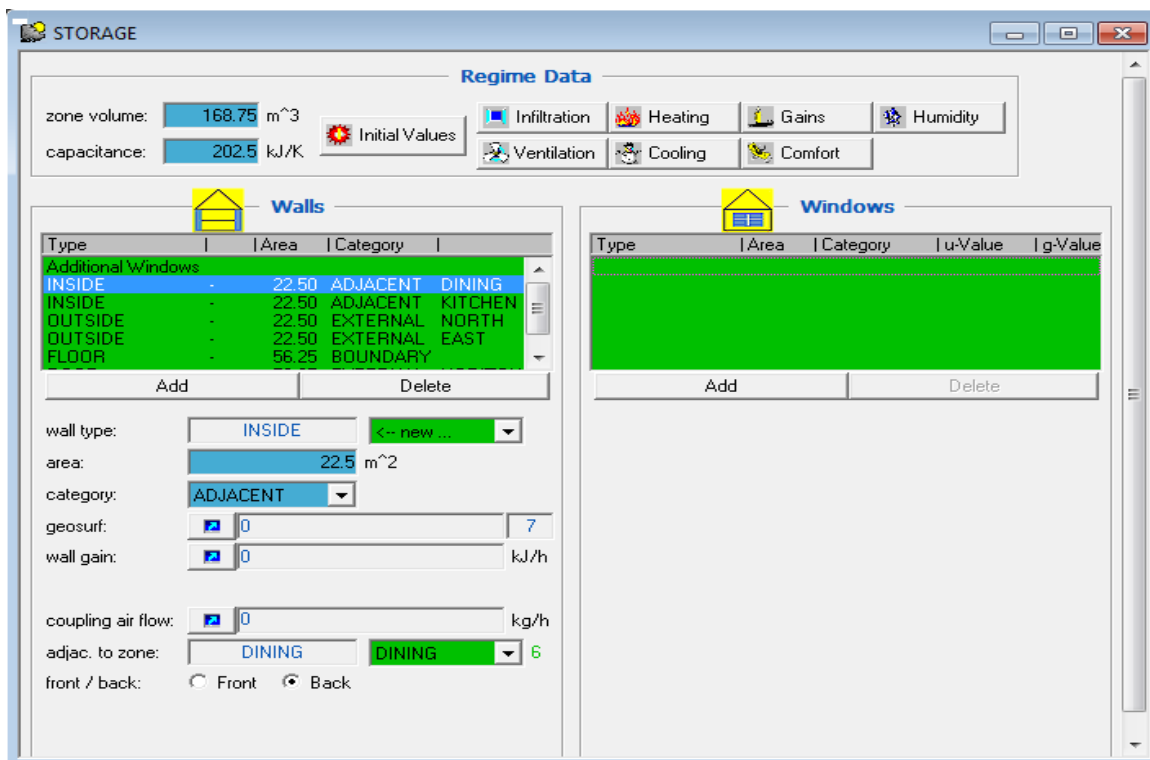 STORAGE
Regime Data
zone volume: 168.75 m^3
capacitance: 202.5 kJ/K
Initial Values
Infiltration Heating Gains Humidity
Ventilation Cooling Comfort
Walls
Type | | Area | Category |
Additional Windows
INSIDE - 22.50 ADJACENT DINING
INSIDE - 22.50 ADJACENT KITCHEN
OUTSIDE - 22.50 EXTERNAL NORTH
OUTSIDE - 22.50 EXTERNAL EAST
FLOOR - 56.25 BOUNDARY
Add Delete
wall type: INSIDE <-- new ...
area: 22.5 m^2
category: ADJACENT
geosurf: 0 7
wall gain: 0 kJ/h
coupling air flow: 0 kg/h
adjac. to zone: DINING DINING 6
front / back: Front Back
Windows
Type | Area | Category | u-Value | g-Value
Add Delete